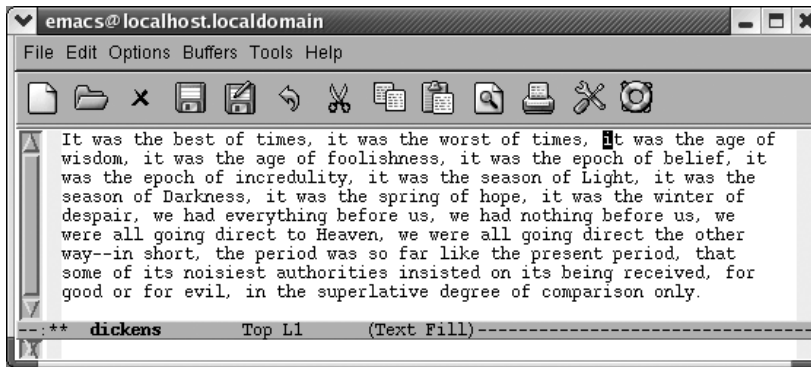 emacs@localhost.localdomain
File Edit Options Buffers Tools Help
It was the best of times, it was the worst of times, it was the age of
wisdom, it was the age of foolishness, it was the epoch of belief, it
was the epoch of incredulity, it was the season of Light, it was the
season of Darkness, it was the spring of hope, it was the winter of
despair, we had everything before us, we had nothing before us, we
were all going direct to Heaven, we were all going direct the other
way--in short, the period was so far like the present period, that
some of its noisiest authorities insisted on its being received, for
good or for evil, in the superlative degree of comparison only.
--:** dickens Top L1 (Text Fill)---------------------------------